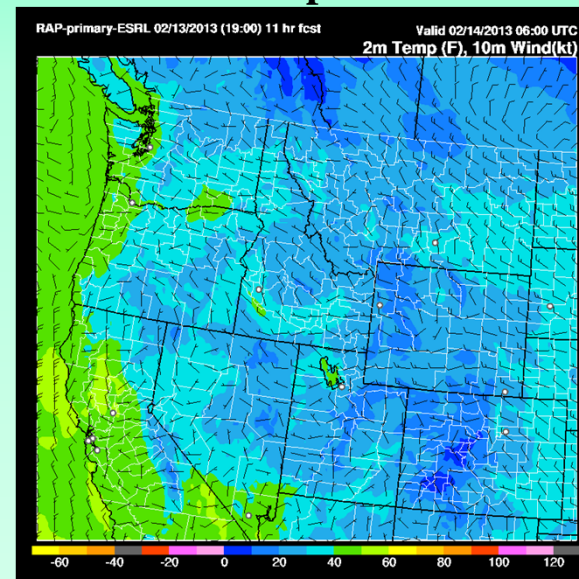 RAP-primary-ESRL 02/13/2013 (19:00) 11 hr fcst
Valid 02/14/2013 06:00 UTC
2m Temp (F), 10m Wind(kt)
-60 -40 -20 0 20 40 60 80 100 120